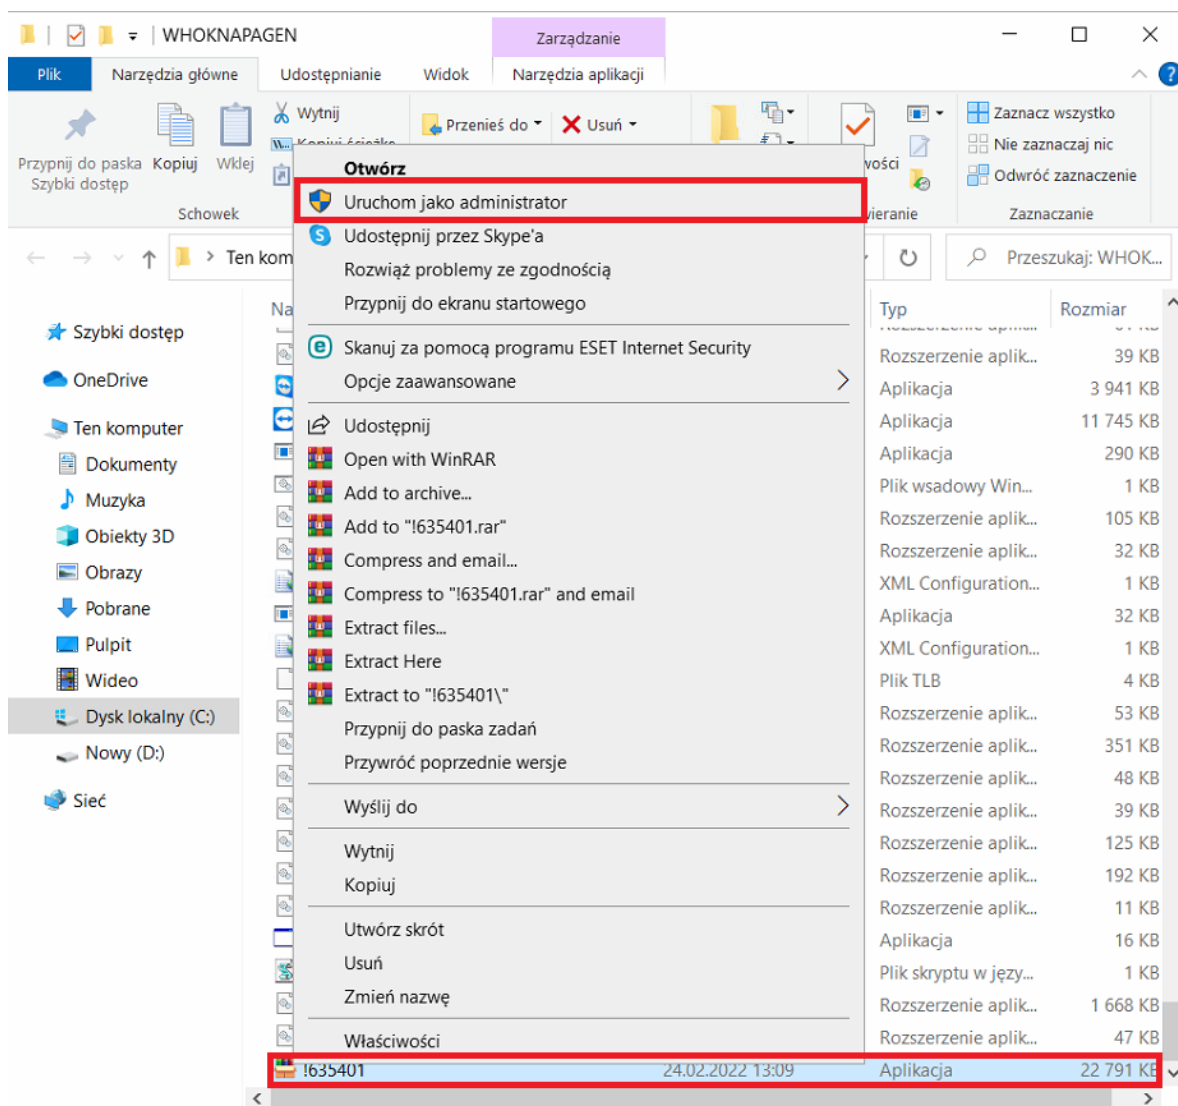 WHOKNAPAGEN
Zarządzanie
Plik Narzędzia główne Udostępnianie Widok Narzędzia aplikacji
Przypnij do paska Szybki dostęp
Kopiuj
Wklej
Wytnij
Kopiuj ścieżkę
Schowek
Przenieś do
Usuń
Zaznacz wszystko
Nie zaznaczaj nic
Odwróć zaznaczenie
Zaznaczanie
Ten kom
Przeszukaj: WHOK...
Szybki dostęp
OneDrive
Ten komputer
Dokumenty
Muzyka
Obiekty 3D
Obrazy
Pobrane
Pulpit
Wideo
Dysk lokalny (C:)
Nowy (D:)
Sieć
Otwórz
Uruchom jako administrator
Udostępnij przez Skype'a
Rozwiąż problemy ze zgodnością
Przypnij do ekranu startowego
Skanuj za pomocą programu ESET Internet Security
Opcje zaawansowane
Udostępnij
Open with WinRAR
Add to archive...
Add to "!635401.rar"
Compress and email...
Compress to "!635401.rar" and email
Extract files...
Extract Here
Extract to "!635401\"
Przypnij do paska zadań
Przywróć poprzednie wersje
Wyślij do
Wytnij
Kopiuj
Utwórz skrót
Usuń
Zmień nazwę
Właściwości
Na Typ Rozmiar
Rozszerzenie aplik... 39 KB
Aplikacja 3 941 KB
Aplikacja 11 745 KB
Aplikacja 290 KB
Plik wsadowy Win... 1 KB
Rozszerzenie aplik... 105 KB
Rozszerzenie aplik... 32 KB
XML Configuration... 1 KB
Aplikacja 32 KB
XML Configuration... 1 KB
Plik TLB 4 KB
Rozszerzenie aplik... 53 KB
Rozszerzenie aplik... 351 KB
Rozszerzenie aplik... 48 KB
Rozszerzenie aplik... 39 KB
Rozszerzenie aplik... 125 KB
Rozszerzenie aplik... 192 KB
Rozszerzenie aplik... 11 KB
Aplikacja 16 KB
Plik skryptu w języ... 1 KB
Rozszerzenie aplik... 1 668 KB
Rozszerzenie aplik... 47 KB
!635401 24.02.2022 13:09 Aplikacja 22 791 KB